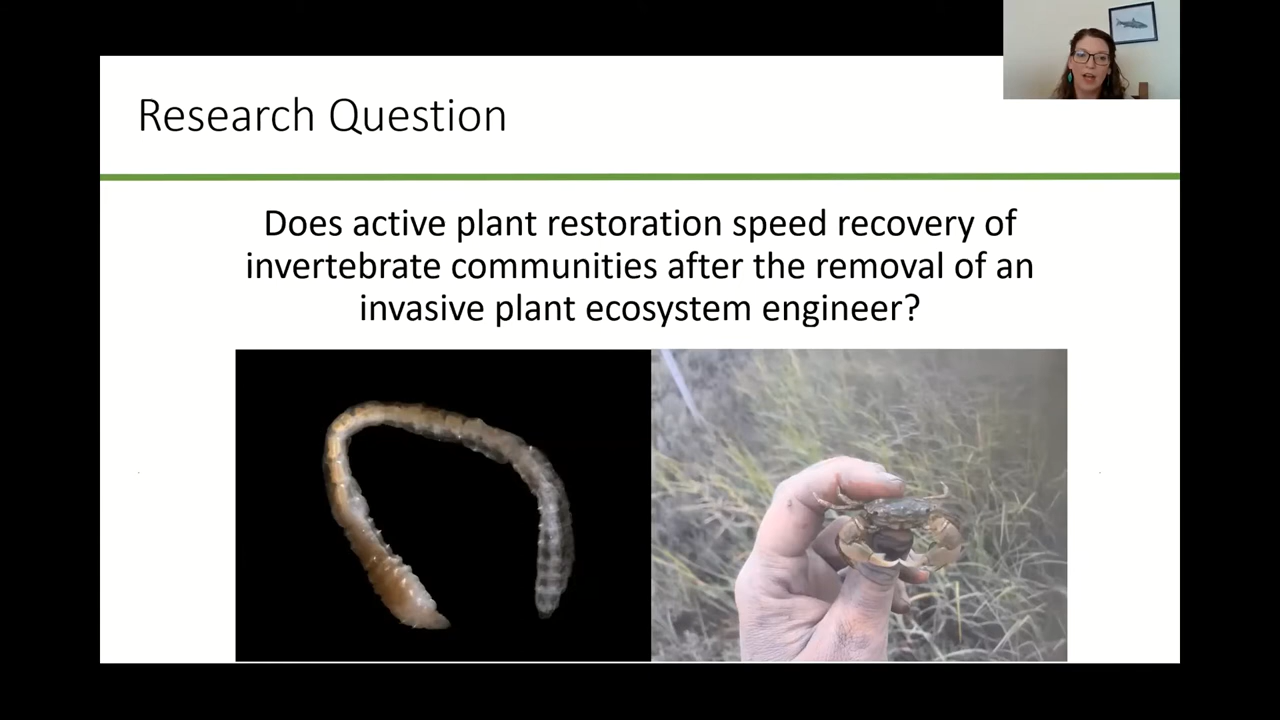 Research Question
Does active plant restoration speed recovery of
invertebrate communities after the removal of an
invasive plant ecosystem engineer?